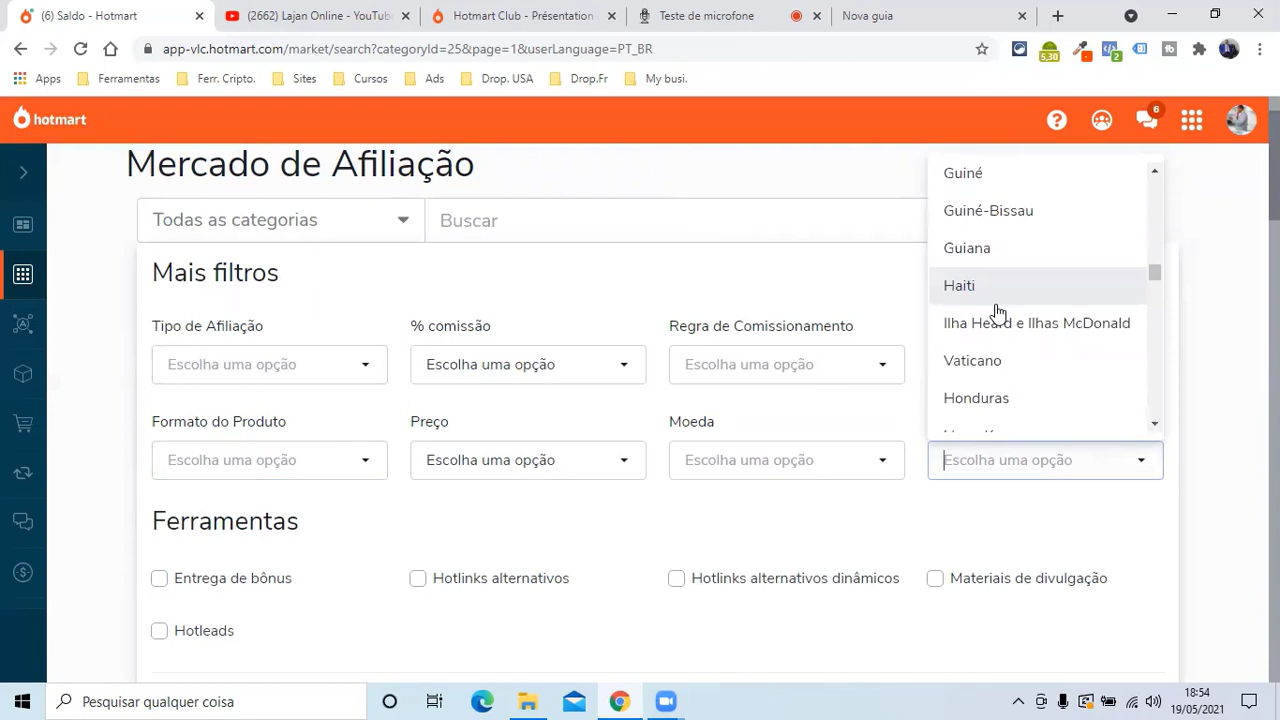 (6) Saldo - Hotmart
(2662) Lajan Online - YouTube
Hotmart Club - Présentation
Teste de microfone
Nova guia
app-vlc.hotmart.com/market/search?categoryId=25&page=1&userLanguage=PT_BR
5,30
2
Apps
Ferramentas
Ferr. Cripto.
Sites
Cursos
Ads
Drop. USA
Drop.Fr
My busi.
hotmart
6
Mercado de Afiliação
Todas as categorias
Buscar
Mais filtros
Tipo de Afiliação
% comissão
Regra de Comissionamento
Escolha uma opção
Escolha uma opção
Escolha uma opção
Formato do Produto
Preço
Moeda
Escolha uma opção
Escolha uma opção
Escolha uma opção
Escolha uma opção
Guiné
Guiné-Bissau
Guiana
Haiti
Ilha Heard e Ilhas McDonald
Vaticano
Honduras
Ferramentas
Entrega de bônus
Hotlinks alternativos
Hotlinks alternativos dinâmicos
Materiais de divulgação
Hotleads
Pesquisar qualquer coisa
18:54
19/05/2021